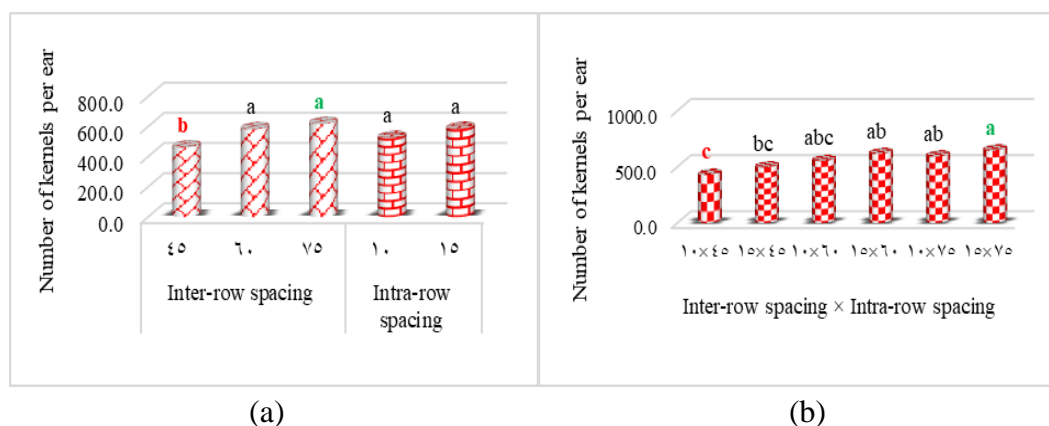 (a)
Number of kernels per ear
800.0
600.0
400.0
200.0
0.0
b
a
a
a
a
٤٥ ٦٠ ٧٥ ١٠ ١٥
Inter-row spacing
Intra-row
spacing
(a)
(b)
Number of kernels per ear
1000.0
500.0
0.0
c
bc
abc
ab
ab
a
١٠×٤٥ ١٥×٤٥ ١٠×٦٠ ١٥×٦٠ ١٠×٧٥ ١٥×٧٥
Inter-row spacing × Intra-row spacing
(b)